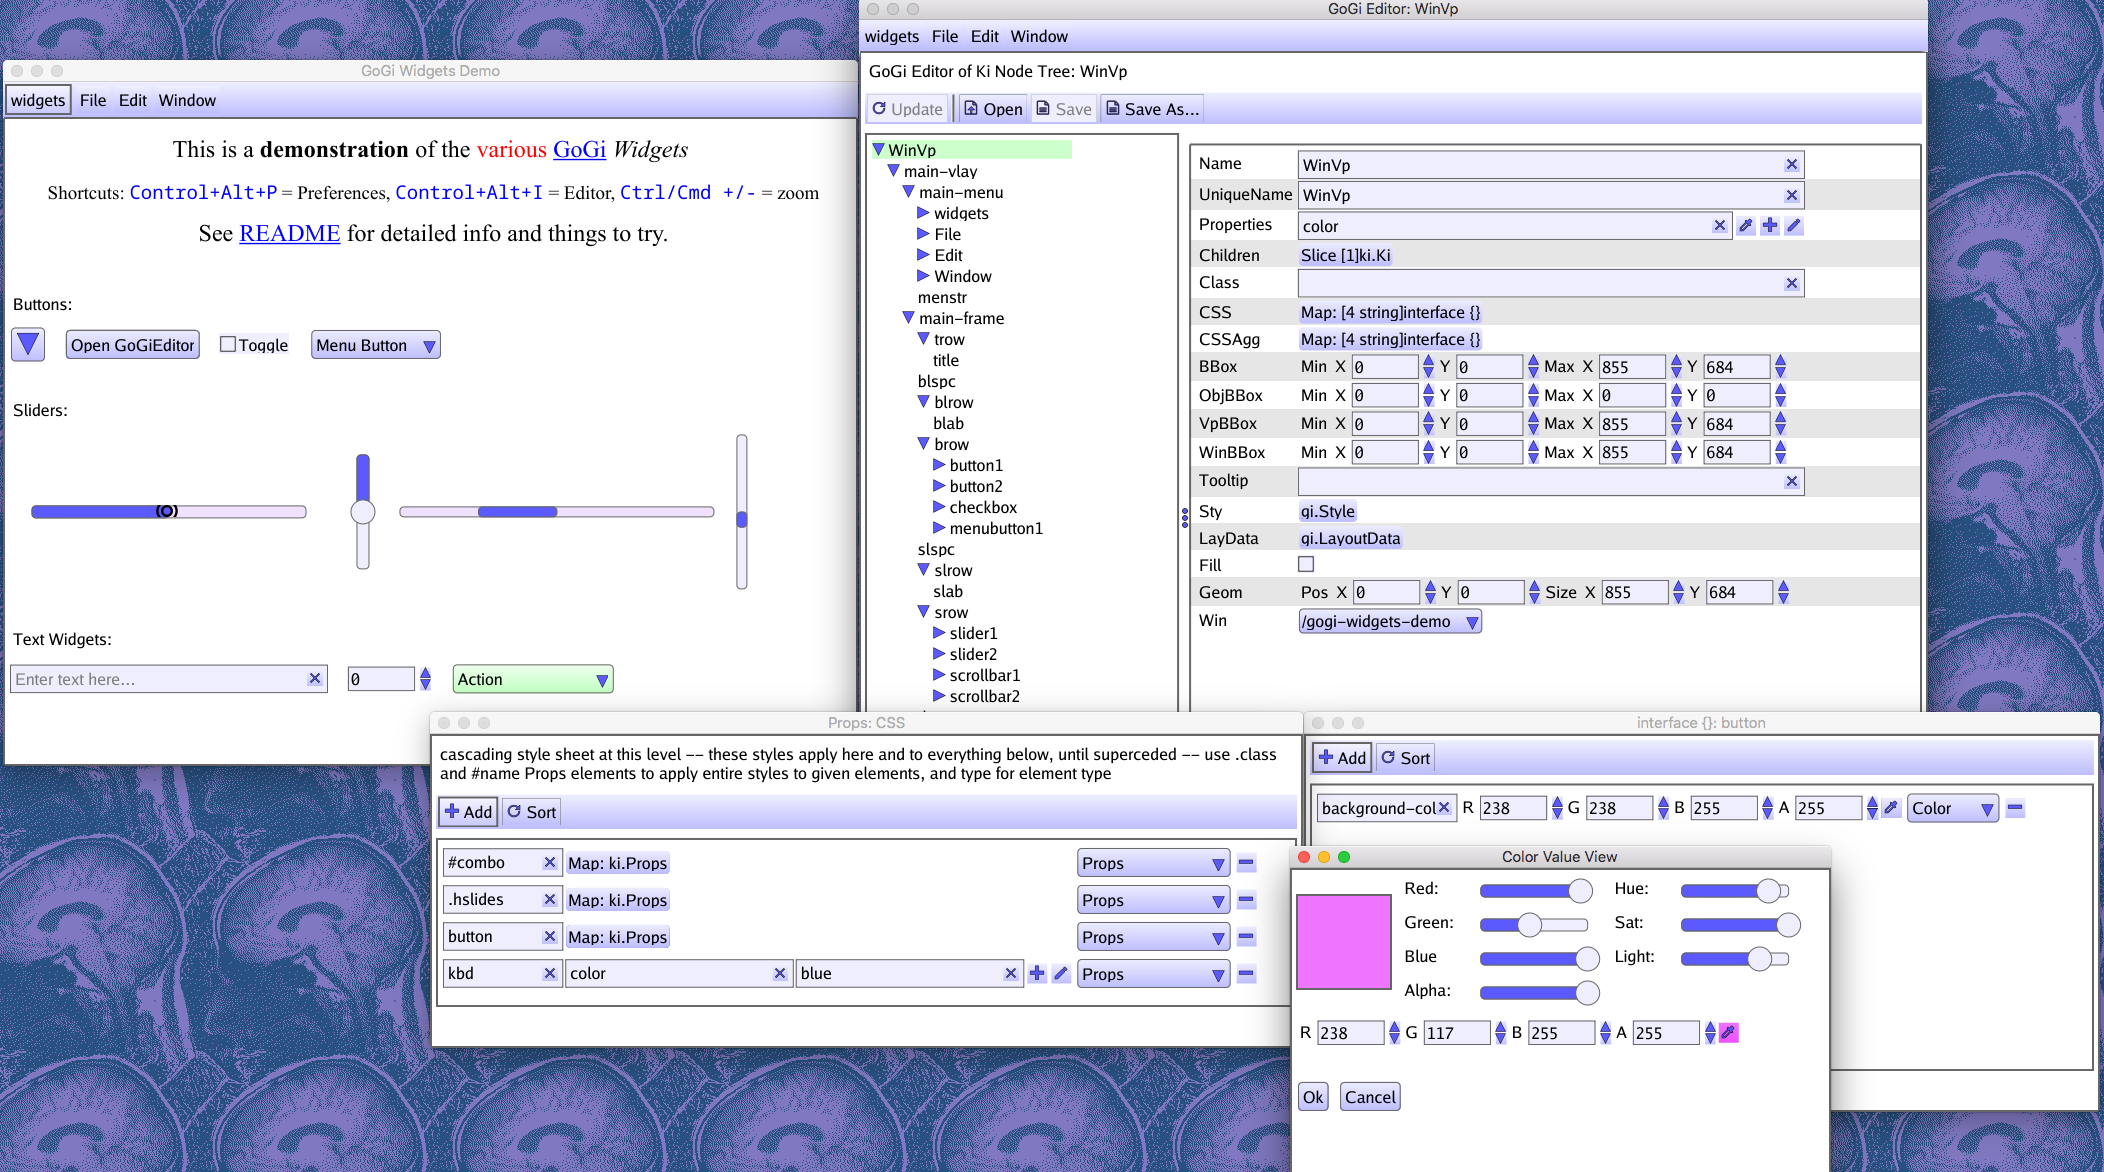 GoGi Widgets Demo
widgets File Edit Window
This is a demonstration of the various GoGi Widgets
Shortcuts: Control+Alt+P = Preferences, Control+Alt+I = Editor, Ctrl/Cmd +/- = zoom
See README for detailed info and things to try.
Buttons:
Open GoGiEditor Toggle Menu Button
Sliders:
Text Widgets:
Enter text here... 0 Action
GoGi Editor: WinVp
widgets File Edit Window
GoGi Editor of Ki Node Tree: WinVp
Update Open Save Save As...
WinVp
main-vlay
main-menu
widgets
File
Edit
Window
menstr
main-frame
trow
title
blspc
blrow
blab
brow
button1
button2
checkbox
menubutton1
slspc
slrow
slab
srow
slider1
slider2
scrollbar1
scrollbar2
Name WinVp
UniqueName WinVp
Properties color
Children Slice [1]ki.Ki
Class
CSS Map: [4 string]interface {}
CSSAgg Map: [4 string]interface {}
BBox Min X 0 Y 0 Max X 855 Y 684
ObjBBox Min X 0 Y 0 Max X 0 Y 0
VpBBox Min X 0 Y 0 Max X 855 Y 684
WinBBox Min X 0 Y 0 Max X 855 Y 684
Tooltip
Sty gi.Style
LayData gi.LayoutData
Fill
Geom Pos X 0 Y 0 Size X 855 Y 684
Win /gogi-widgets-demo
Props: CSS
cascading style sheet at this level -- these styles apply here and to everything below, until superceded -- use .class
and #name Props elements to apply entire styles to given elements, and type for element type
Add Sort
#combo Map: ki.Props Props
.hslides Map: ki.Props Props
button Map: ki.Props Props
kbd color blue Props
interface {}: button
Add Sort
background-col R 238 G 238 B 255 A 255 Color
Color Value View
Red: Hue:
Green: Sat:
Blue Light:
Alpha:
R 238 G 117 B 255 A 255
Ok Cancel